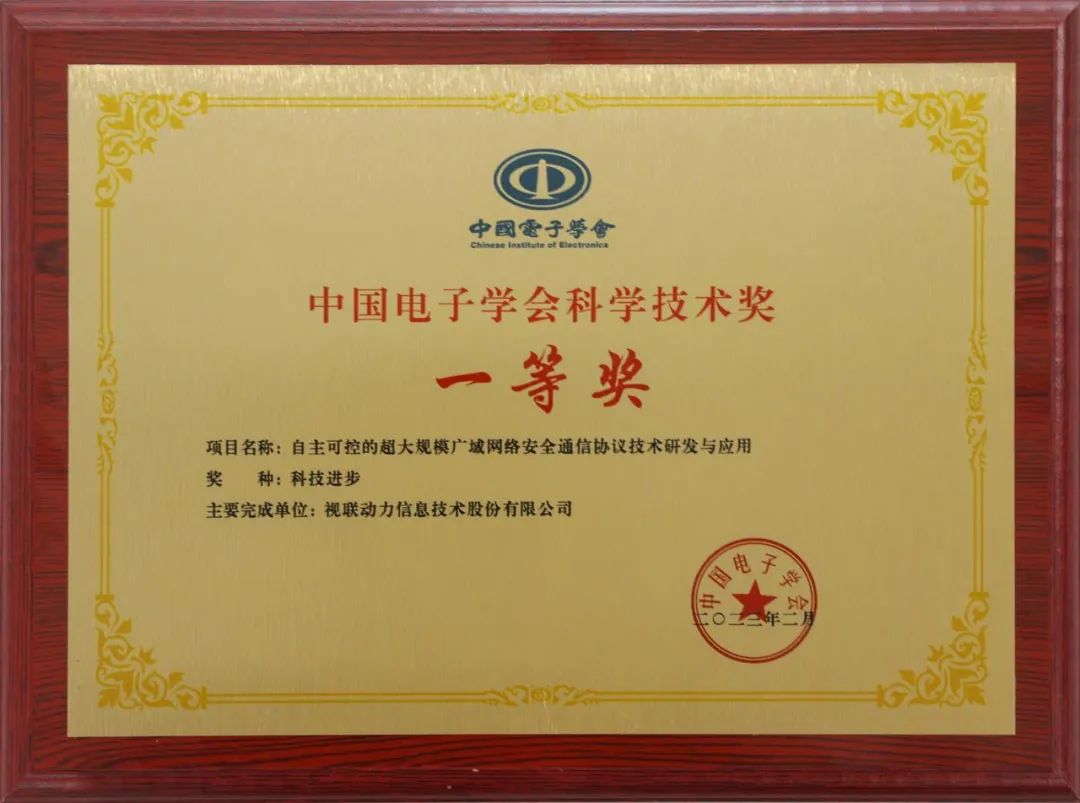 中國電子學會
Chinese Institute of Electronics
中国电子学会科学技术奖
一等奖
项目名称：自主可控的超大规模广域网络安全通信协议技术研发与应用
奖　　种：科技进步
主要完成单位：视联动力信息技术股份有限公司
中国电子学会
二〇二三年二月